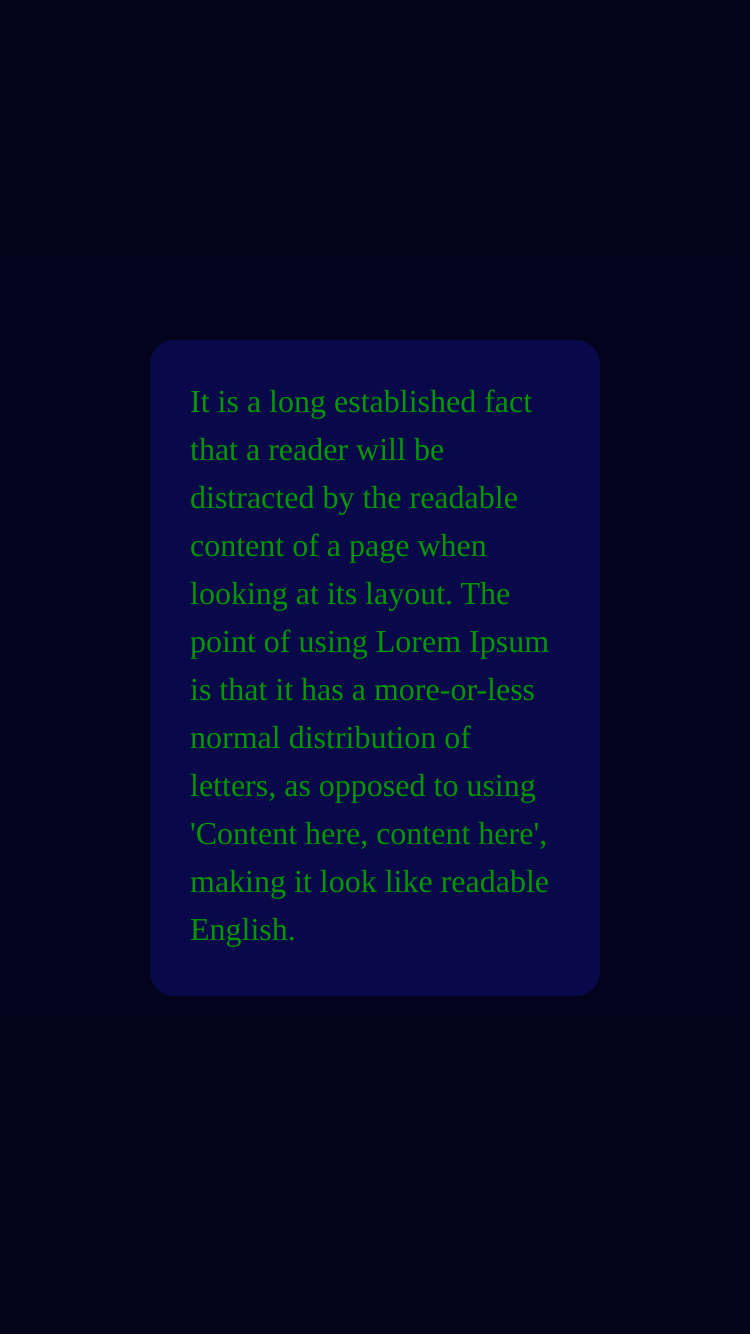 It is a long established fact
that a reader will be
distracted by the readable
content of a page when
looking at its layout. The
point of using Lorem Ipsum
is that it has a more-or-less
normal distribution of
letters, as opposed to using
'Content here, content here',
making it look like readable
English.